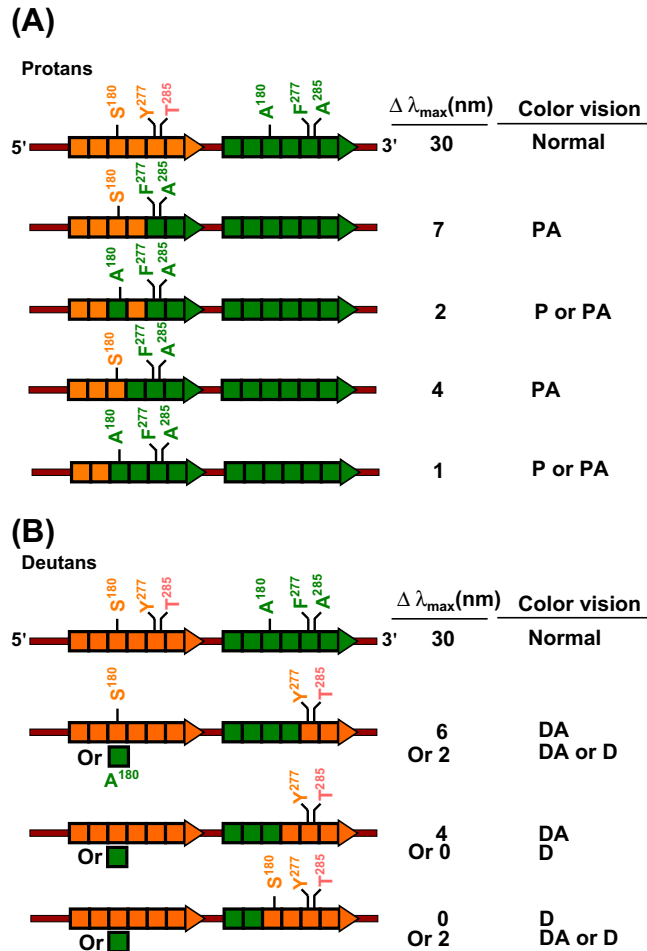 (A)
Protans
S180 Y277 T285 A180 F277 A285
Δ λmax(nm) Color vision
5' 3' 30 Normal
S180 F277 A285
7 PA
A180 F277 A285
2 P or PA
S180 F277 A285
4 PA
A180 F277 A285
1 P or PA
(B)
Deutans
S180 Y277 T285 A180 F277 A285
Δ λmax(nm) Color vision
5' 3' 30 Normal
S180 Y277 T285
6 DA
Or Or 2 DA or D
A180
Y277 T285
4 DA
Or Or 0 D
S180 Y277 T285
0 D
Or Or 2 DA or D